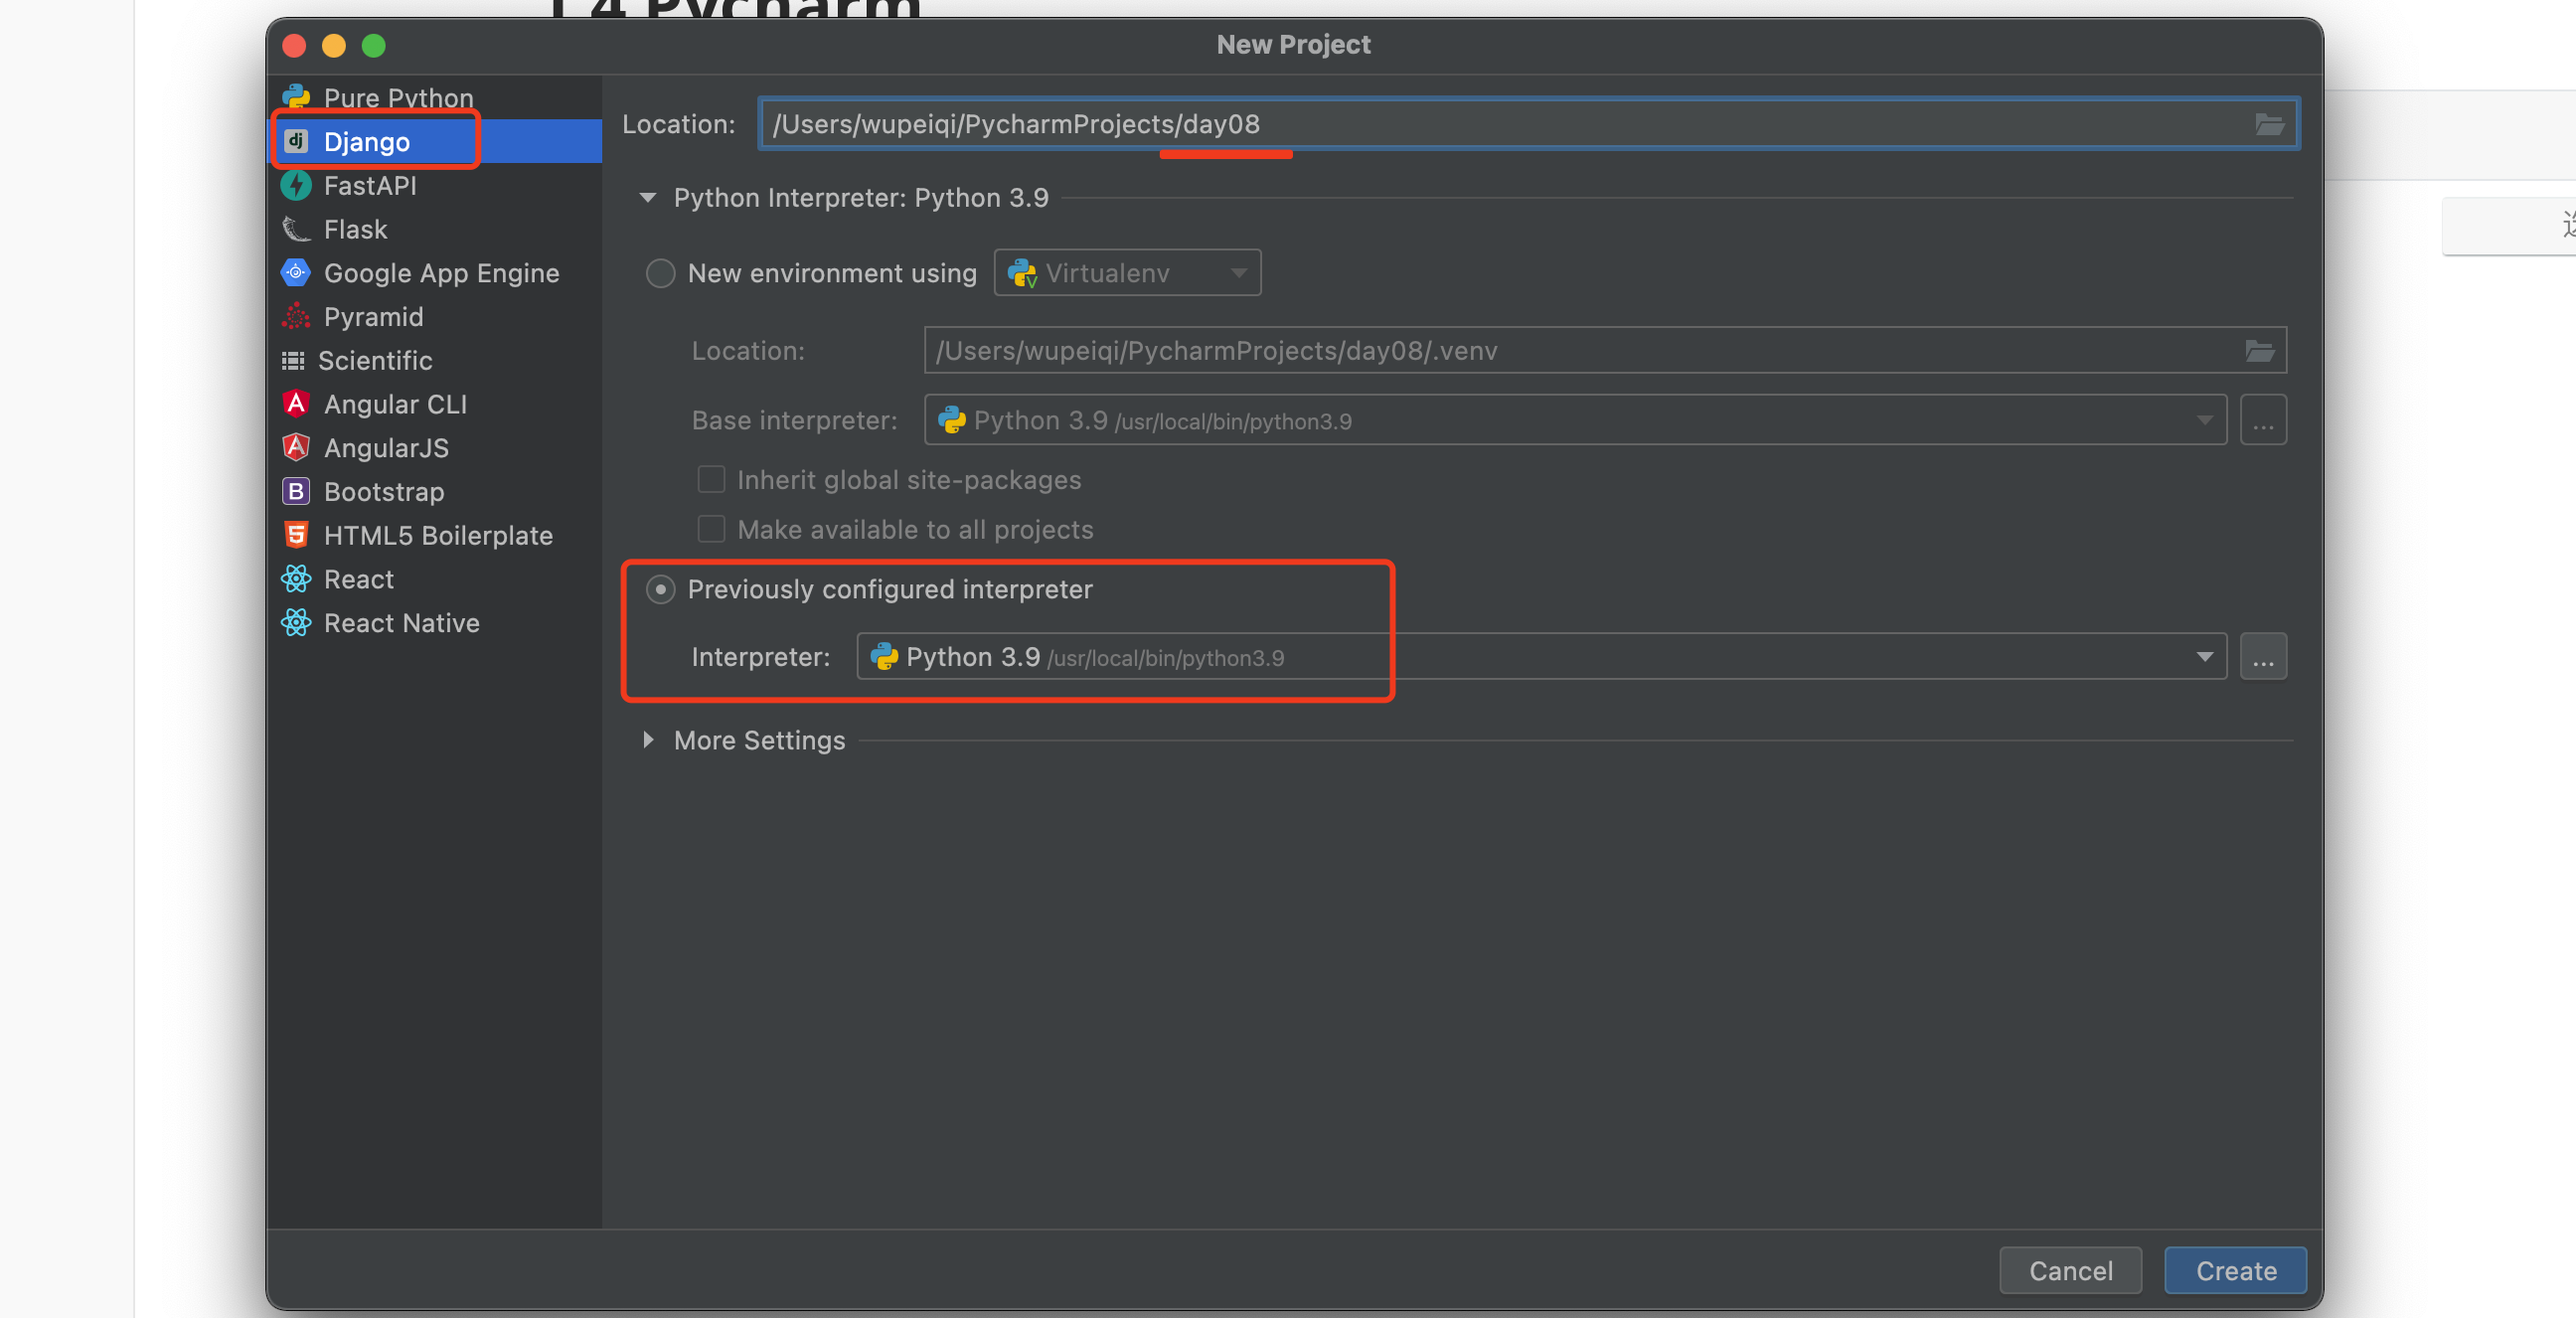 1.4 Pycharm
New Project
Pure Python
Django
FastAPI
Flask
Google App Engine
Pyramid
Scientific
Angular CLI
AngularJS
Bootstrap
HTML5 Boilerplate
React
React Native
Location: /Users/wupeiqi/PycharmProjects/day08
Python Interpreter: Python 3.9
New environment using Virtualenv
Location: /Users/wupeiqi/PycharmProjects/day08/.venv
Base interpreter: Python 3.9 /usr/local/bin/python3.9 ...
Inherit global site-packages
Make available to all projects
Previously configured interpreter
Interpreter: Python 3.9 /usr/local/bin/python3.9 ...
More Settings
Cancel Create